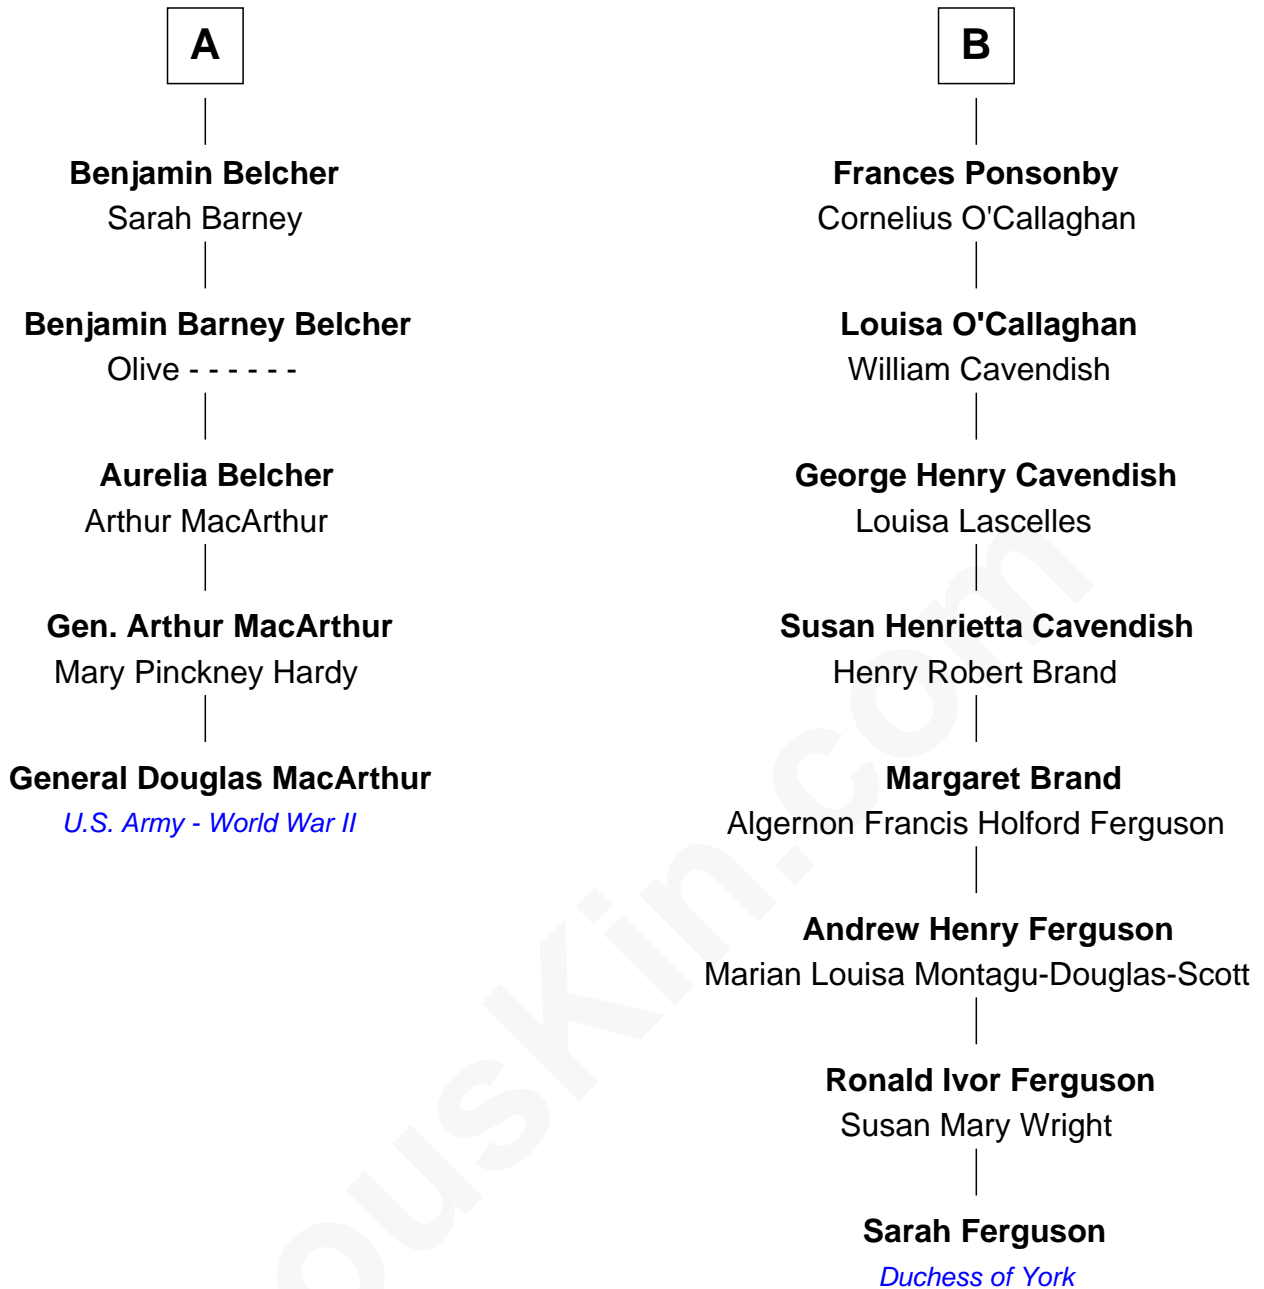 A
Benjamin Belcher
Sarah Barney
Benjamin Barney Belcher
Olive - - - - - -
Aurelia Belcher
Arthur MacArthur
Gen. Arthur MacArthur
Mary Pinckney Hardy
General Douglas MacArthur
U.S. Army - World War II
B
Frances Ponsonby
Cornelius O'Callaghan
Louisa O'Callaghan
William Cavendish
George Henry Cavendish
Louisa Lascelles
Susan Henrietta Cavendish
Henry Robert Brand
Margaret Brand
Algernon Francis Holford Ferguson
Andrew Henry Ferguson
Marian Louisa Montagu-Douglas-Scott
Ronald Ivor Ferguson
Susan Mary Wright
Sarah Ferguson
Duchess of York
ousKin.com